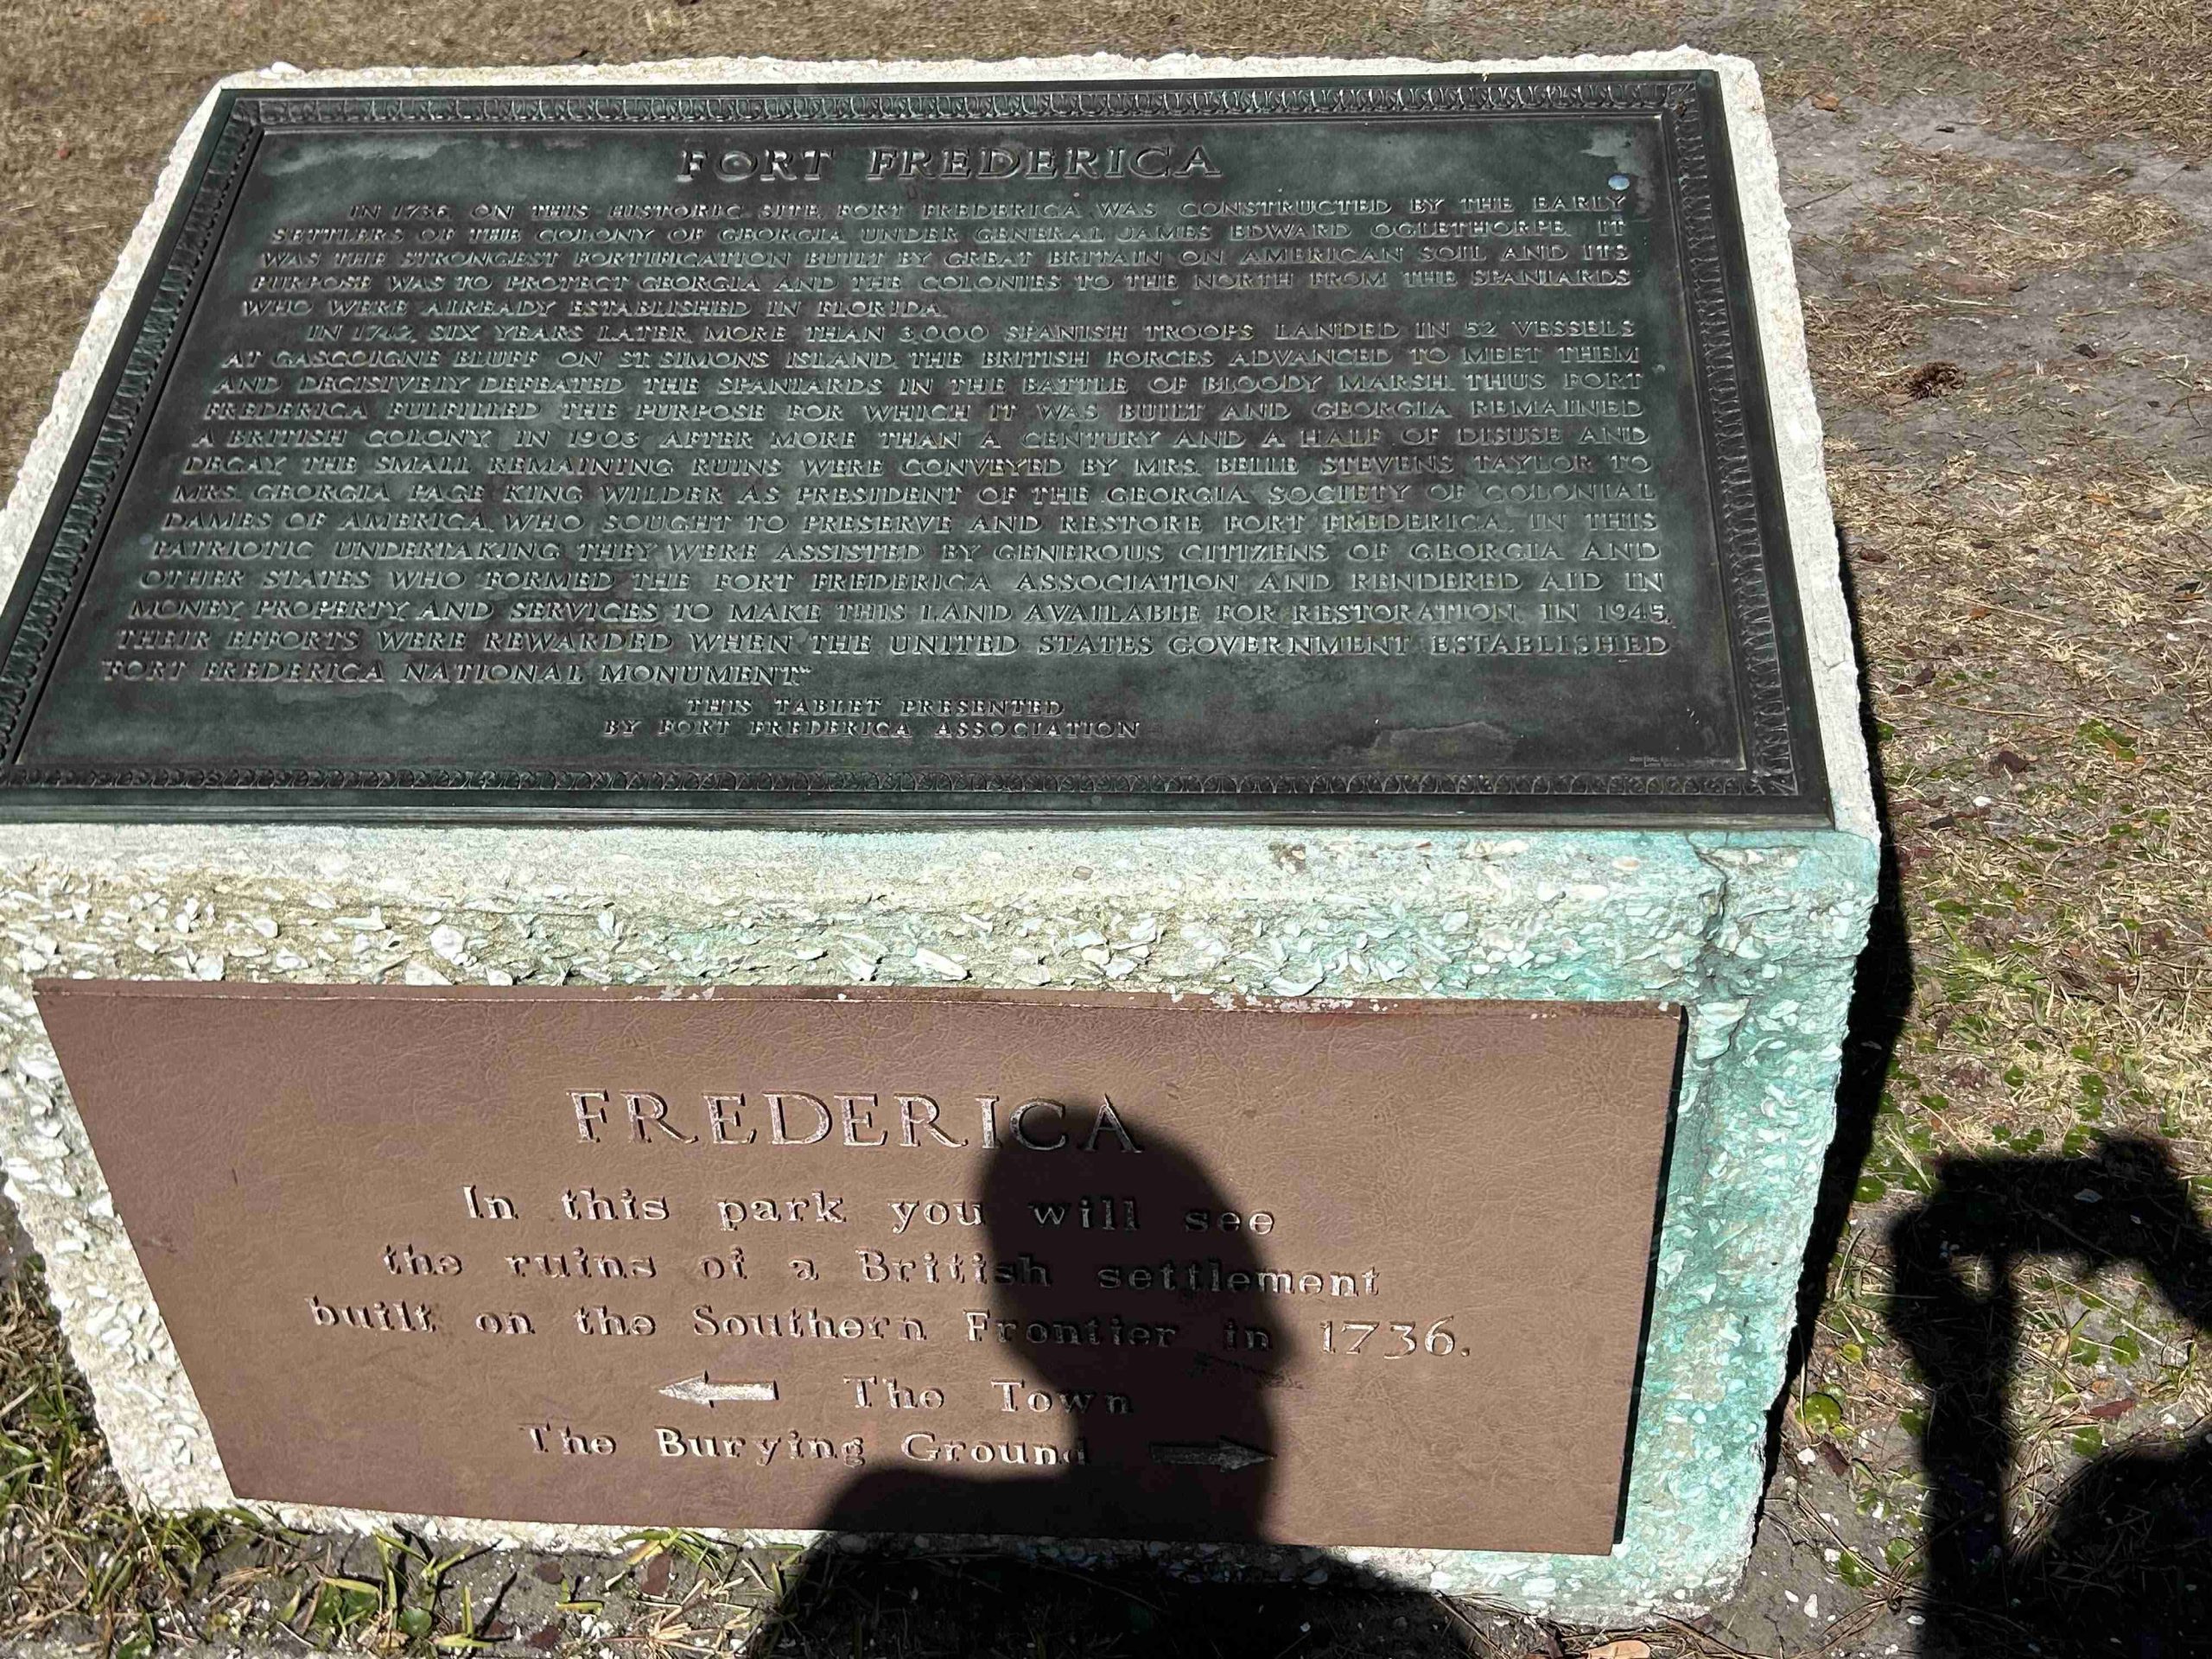 FORT FREDERICA
IN 1736, ON THIS HISTORIC SITE, FORT FREDERICA WAS CONSTRUCTED BY THE EARLY
SETTLERS OF THE COLONY OF GEORGIA UNDER GENERAL JAMES EDWARD OGLETHORPE. IT
WAS THE STRONGEST FORTIFICATION BUILT BY GREAT BRITAIN ON AMERICAN SOIL AND ITS
PURPOSE WAS TO PROTECT GEORGIA AND THE COLONIES TO THE NORTH FROM THE SPANIARDS
WHO WERE ALREADY ESTABLISHED IN FLORIDA.
IN 1742, SIX YEARS LATER, MORE THAN 3,000 SPANISH TROOPS LANDED IN 52 VESSELS
AT GASCOIGNE BLUFF ON ST. SIMONS ISLAND. THE BRITISH FORCES ADVANCED TO MEET THEM
AND DECISIVELY DEFEATED THE SPANIARDS IN THE BATTLE OF BLOODY MARSH. THUS FORT
FREDERICA FULFILLED THE PURPOSE FOR WHICH IT WAS BUILT AND GEORGIA REMAINED
A BRITISH COLONY. IN 1903 AFTER MORE THAN A CENTURY AND A HALF OF DISUSE AND
DECAY THE SMALL REMAINING RUINS WERE CONVEYED BY MRS. BELLE STEVENS TAYLOR TO
MRS. GEORGIA PAGE KING WILDER AS PRESIDENT OF THE GEORGIA SOCIETY OF COLONIAL
DAMES OF AMERICA, WHO SOUGHT TO PRESERVE AND RESTORE FORT FREDERICA. IN THIS
PATRIOTIC UNDERTAKING THEY WERE ASSISTED BY GENEROUS CITIZENS OF GEORGIA AND
OTHER STATES WHO FORMED THE FORT FREDERICA ASSOCIATION AND RENDERED AID IN
MONEY, PROPERTY, AND SERVICES TO MAKE THIS LAND AVAILABLE FOR RESTORATION. IN 1945,
THEIR EFFORTS WERE REWARDED WHEN THE UNITED STATES GOVERNMENT ESTABLISHED
"FORT FREDERICA NATIONAL MONUMENT."
THIS TABLET PRESENTED
BY FORT FREDERICA ASSOCIATION
FREDERICA
In this park you will see
the ruins of a British settlement
built on the Southern Frontier in 1736.
← The Town
The Burying Ground →